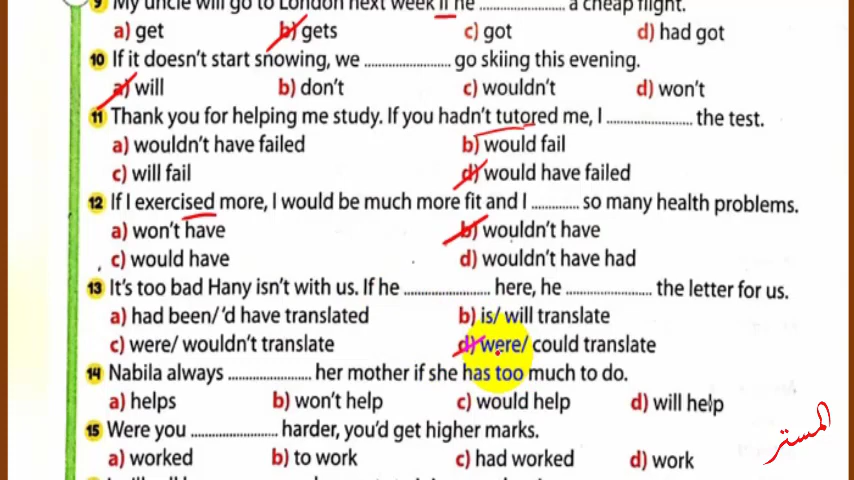 9 My uncle will go to London next week if he .............. a cheap flight.
a) get b) gets c) got d) had got
10 If it doesn't start snowing, we .............. go skiing this evening.
a) will b) don't c) wouldn't d) won't
11 Thank you for helping me study. If you hadn't tutored me, I .............. the test.
a) wouldn't have failed b) would fail
c) will fail d) would have failed
12 If I exercised more, I would be much more fit and I .............. so many health problems.
a) won't have b) wouldn't have
c) would have d) wouldn't have had
13 It's too bad Hany isn't with us. If he .............. here, he .............. the letter for us.
a) had been/ 'd have translated b) is/ will translate
c) were/ wouldn't translate d) were/ could translate
14 Nabila always .............. her mother if she has too much to do.
a) helps b) won't help c) would help d) will help
المستر
15 Were you .............. harder, you'd get higher marks.
a) worked b) to work c) had worked d) work